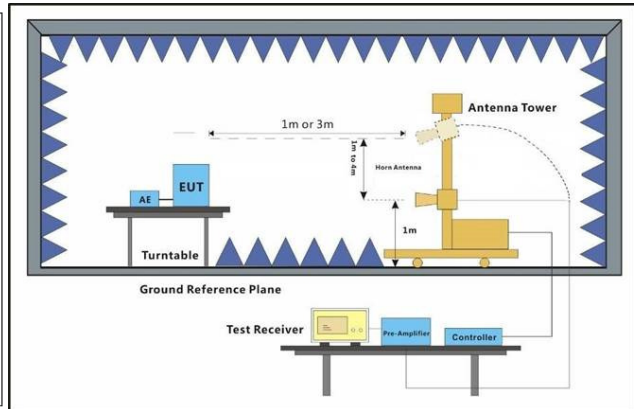 Antenna Tower
1m or 3m
1m to 4m
Horn Antenna
EUT
AE
1m
Turntable
Ground Reference Plane
Test Receiver
Pre-Amplifier
Controller